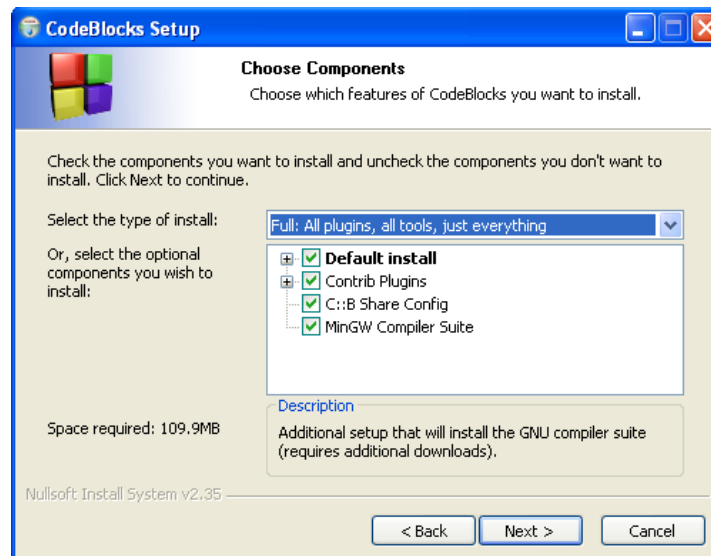 CodeBlocks Setup
Choose Components
Choose which features of CodeBlocks you want to install.
Check the components you want to install and uncheck the components you don't want to
install. Click Next to continue.
Select the type of install:
Full: All plugins, all tools, just everything
Or, select the optional
components you wish to
install:
Default install
Contrib Plugins
C::B Share Config
MinGW Compiler Suite
Space required: 109.9MB
Description
Additional setup that will install the GNU compiler suite
(requires additional downloads).
Nullsoft Install System v2.35
< Back
Next >
Cancel